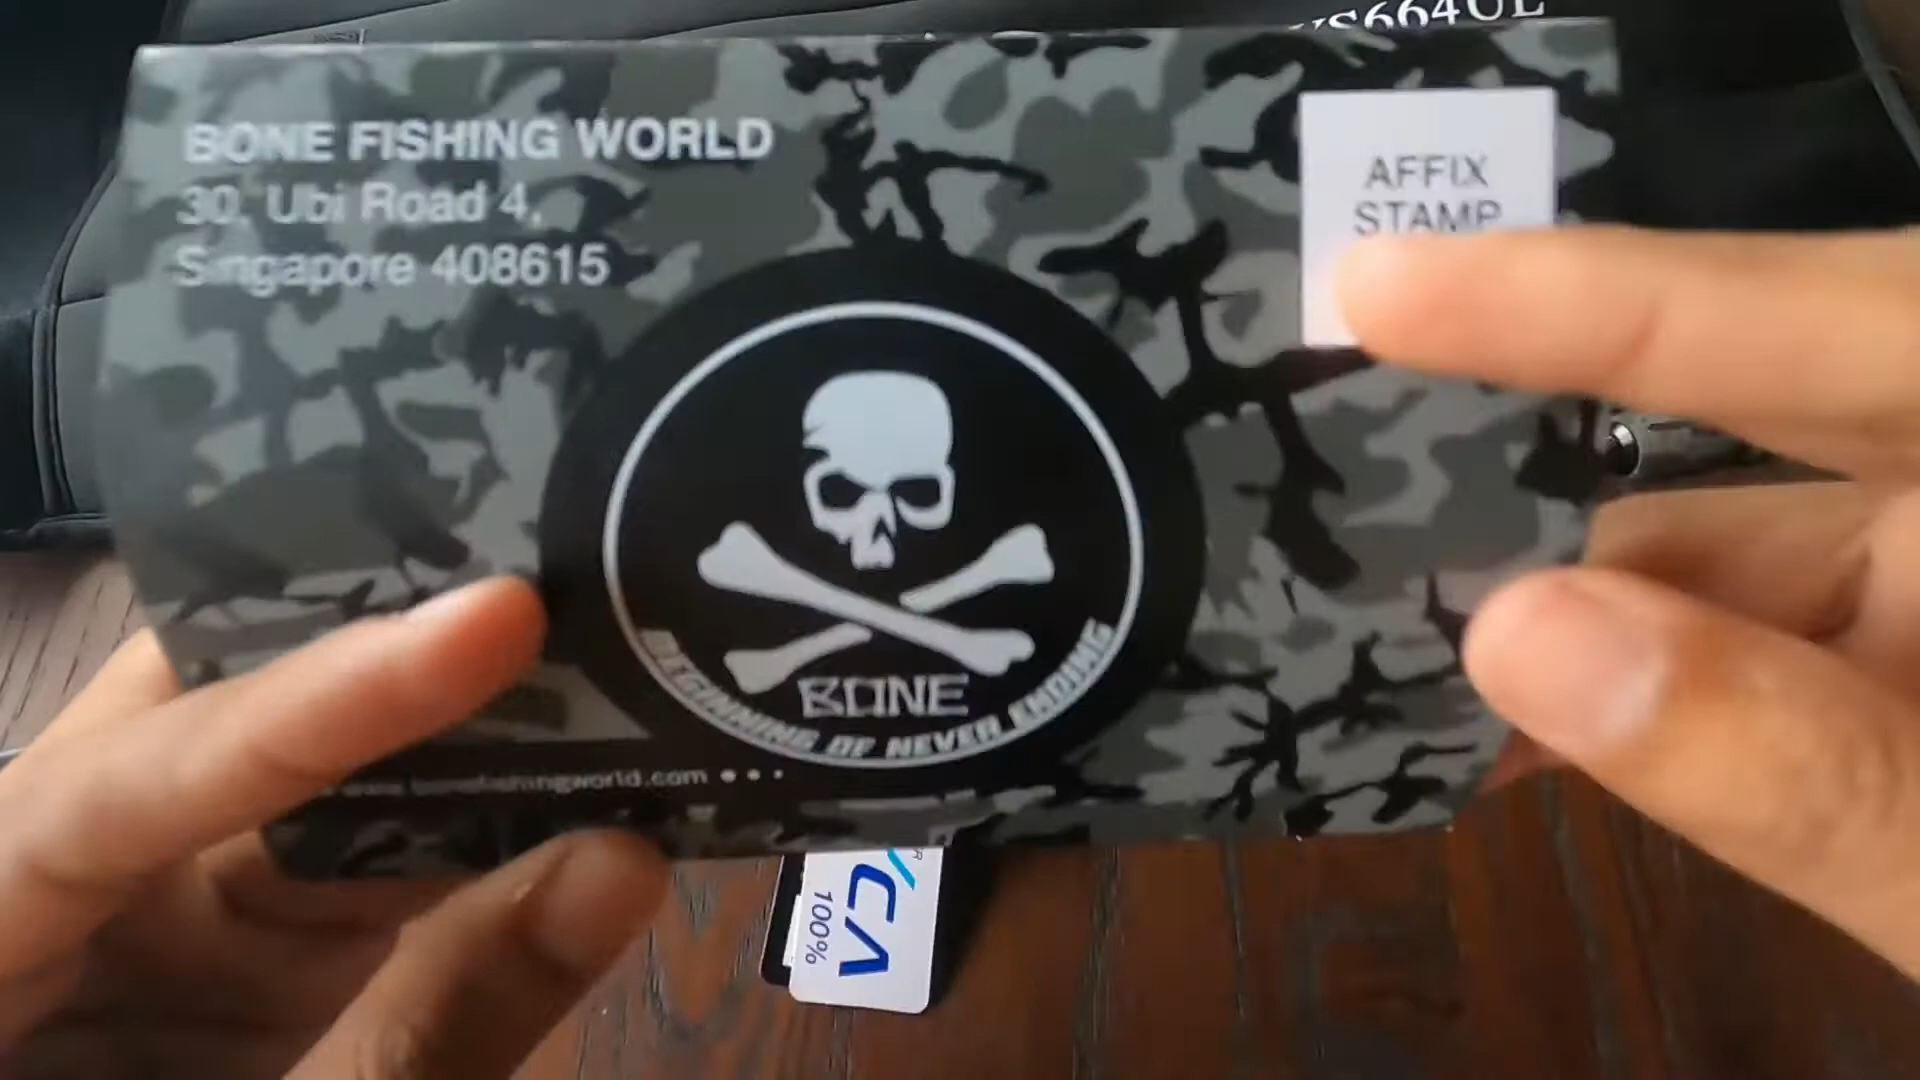 BONE FISHING WORLD
30, Ubi Road 4,
Singapore 408615
AFFIX
STAMP
BONE
BEGINNING OF NEVER ENDING
www.bonefishingworld.com
100%